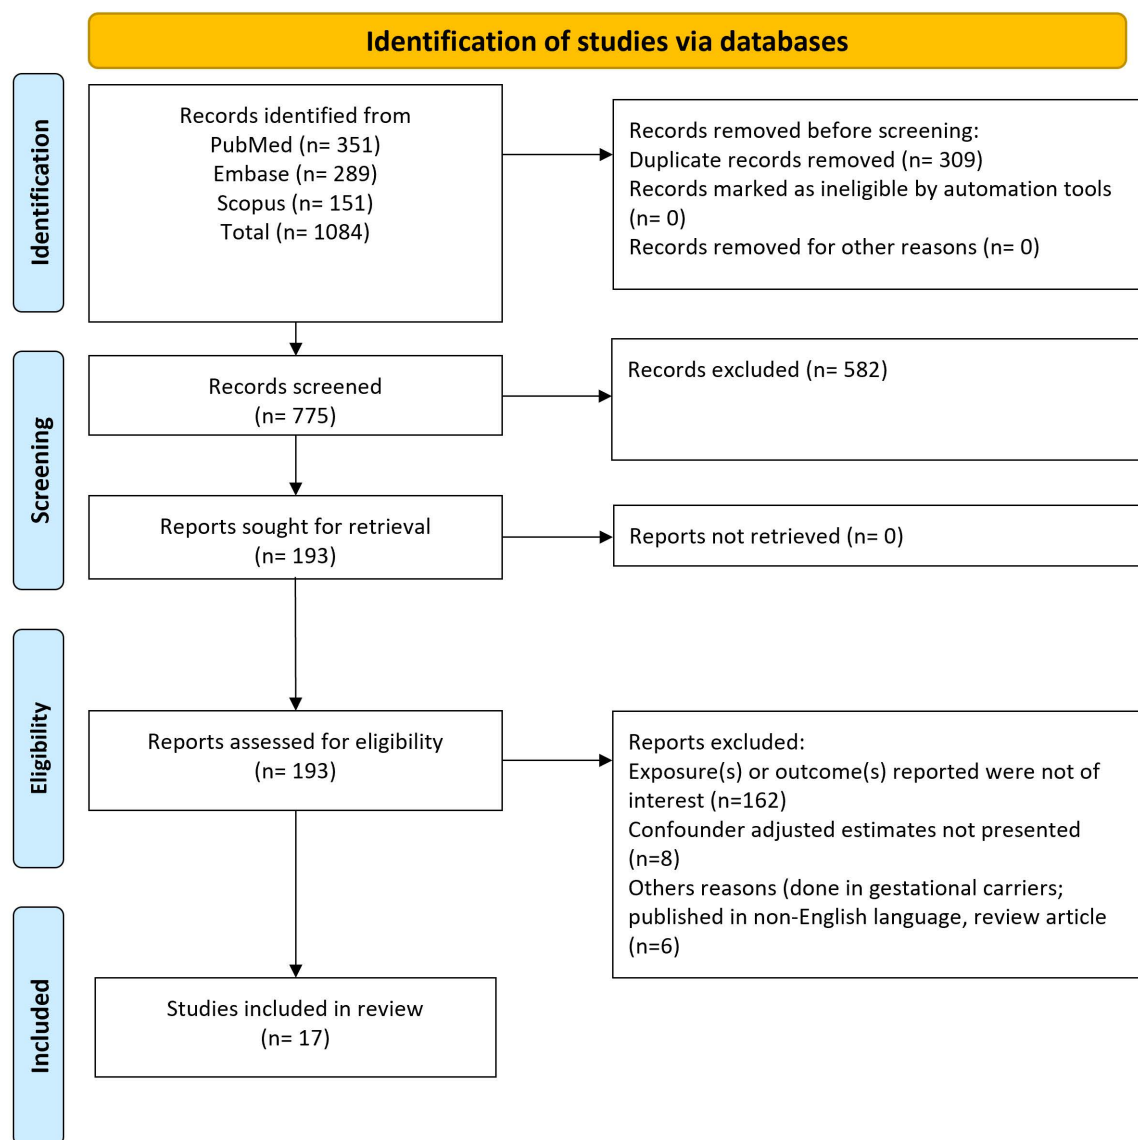 Identification of studies via databases
Identification
Records identified from
PubMed (n= 351)
Embase (n= 289)
Scopus (n= 151)
Total (n= 1084)
Records removed before screening:
Duplicate records removed (n= 309)
Records marked as ineligible by automation tools
(n= 0)
Records removed for other reasons (n= 0)
Screening
Records screened
(n= 775)
Records excluded (n= 582)
Reports sought for retrieval
(n= 193)
Reports not retrieved (n= 0)
Eligibility
Reports assessed for eligibility
(n= 193)
Reports excluded:
Exposure(s) or outcome(s) reported were not of
interest (n=162)
Confounder adjusted estimates not presented
(n=8)
Others reasons (done in gestational carriers;
published in non-English language, review article
(n=6)
Included
Studies included in review
(n= 17)